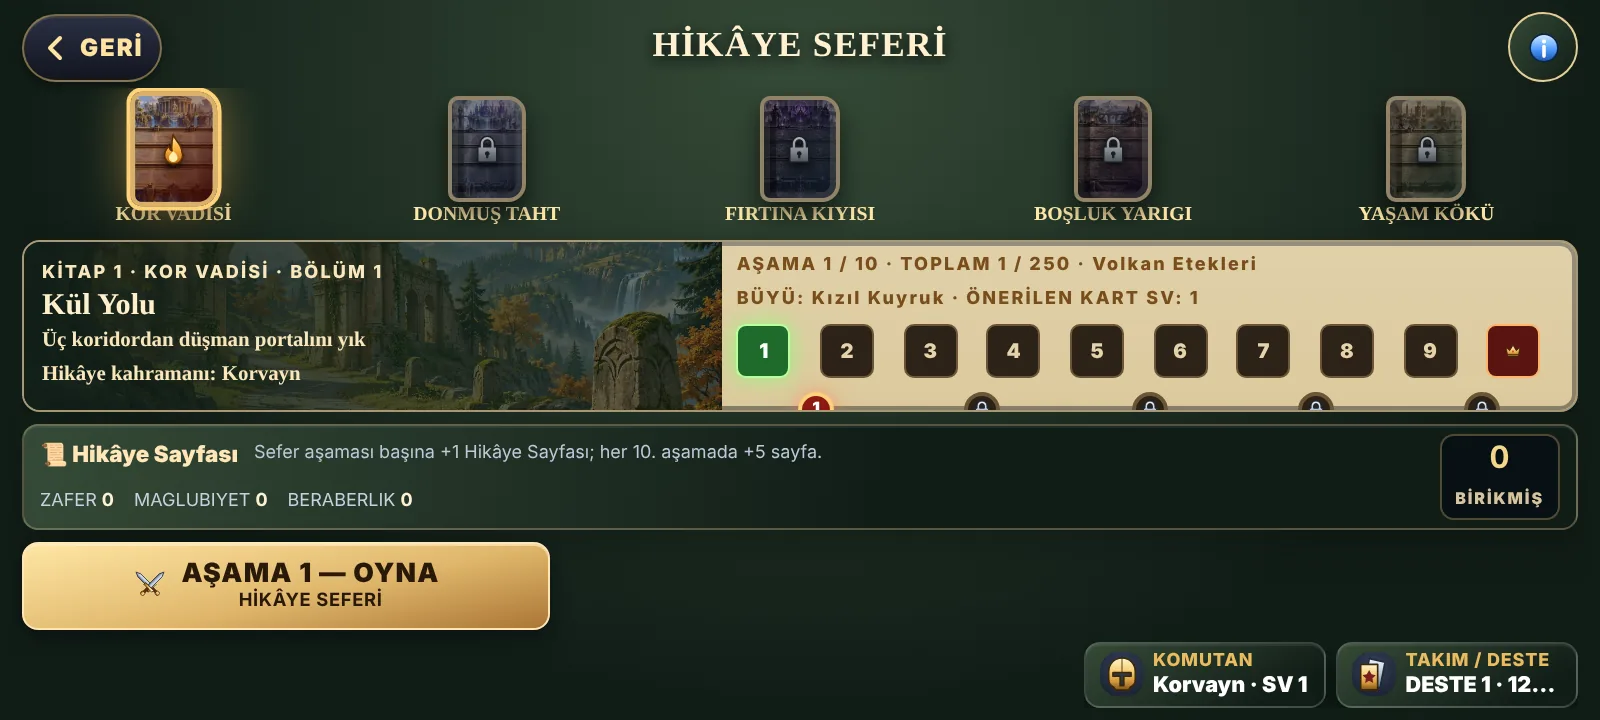 GERİ
HİKÂYE SEFERİ
KOR VADİSİ
DONMUŞ TAHT
FIRTINA KIYISI
BOŞLUK YARIGI
YAŞAM KÖKÜ
KİTAP 1 · KOR VADİSİ · BÖLÜM 1
Kül Yolu
Üç koridordan düşman portalini yık
Hikâye kahramanı: Korvayn
AŞAMA 1 / 10 · TOPLAM 1 / 250 · Volkan Etekleri
BÜYÜ: Kızıl Kuyruk · ÖNERİLEN KART SV: 1
1 2 3 4 5 6 7 8 9
1
Hikâye Sayfası Sefer aşaması başına +1 Hikâye Sayfası; her 10. aşamada +5 sayfa.
ZAFER 0 MAGLUBIYET 0 BERABERLIK 0
0
BİRİKMİŞ
AŞAMA 1 — OYNA
HİKÂYE SEFERİ
KOMUTAN
Korvayn · SV 1
TAKIM / DESTE
DESTE 1 · 12...